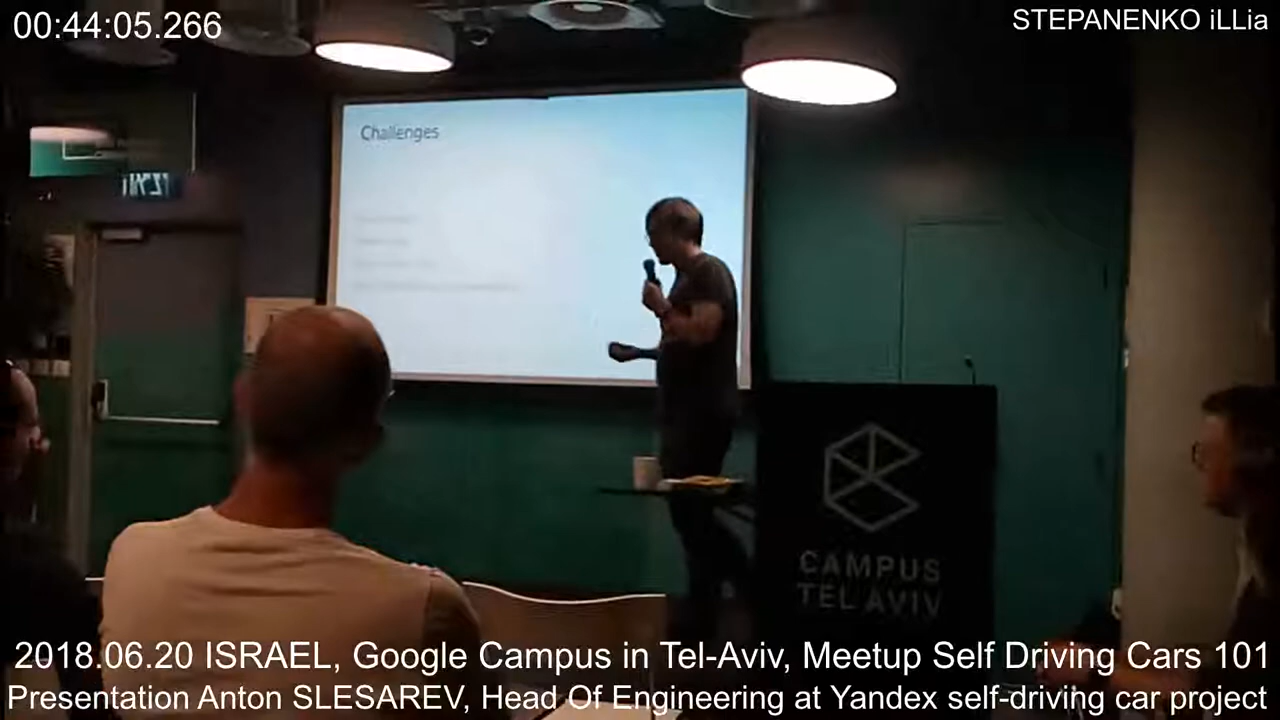 00:44:05.266
STEPANENKO iLLia
Challenges
יציאה
CAMPUS
TEL AVIV
2018.06.20 ISRAEL, Google Campus in Tel-Aviv, Meetup Self Driving Cars 101
Presentation Anton SLESAREV, Head Of Engineering at Yandex self-driving car project